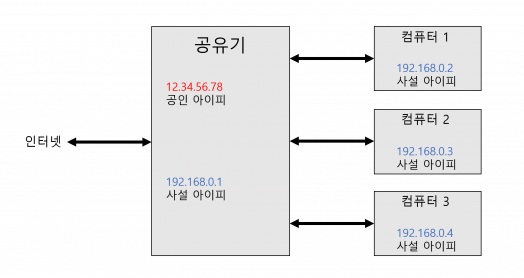 공유기
12.34.56.78
공인 아이피
인터넷
192.168.0.1
사설 아이피
컴퓨터 1
192.168.0.2
사설 아이피
컴퓨터 2
192.168.0.3
사설 아이피
컴퓨터 3
192.168.0.4
사설 아이피